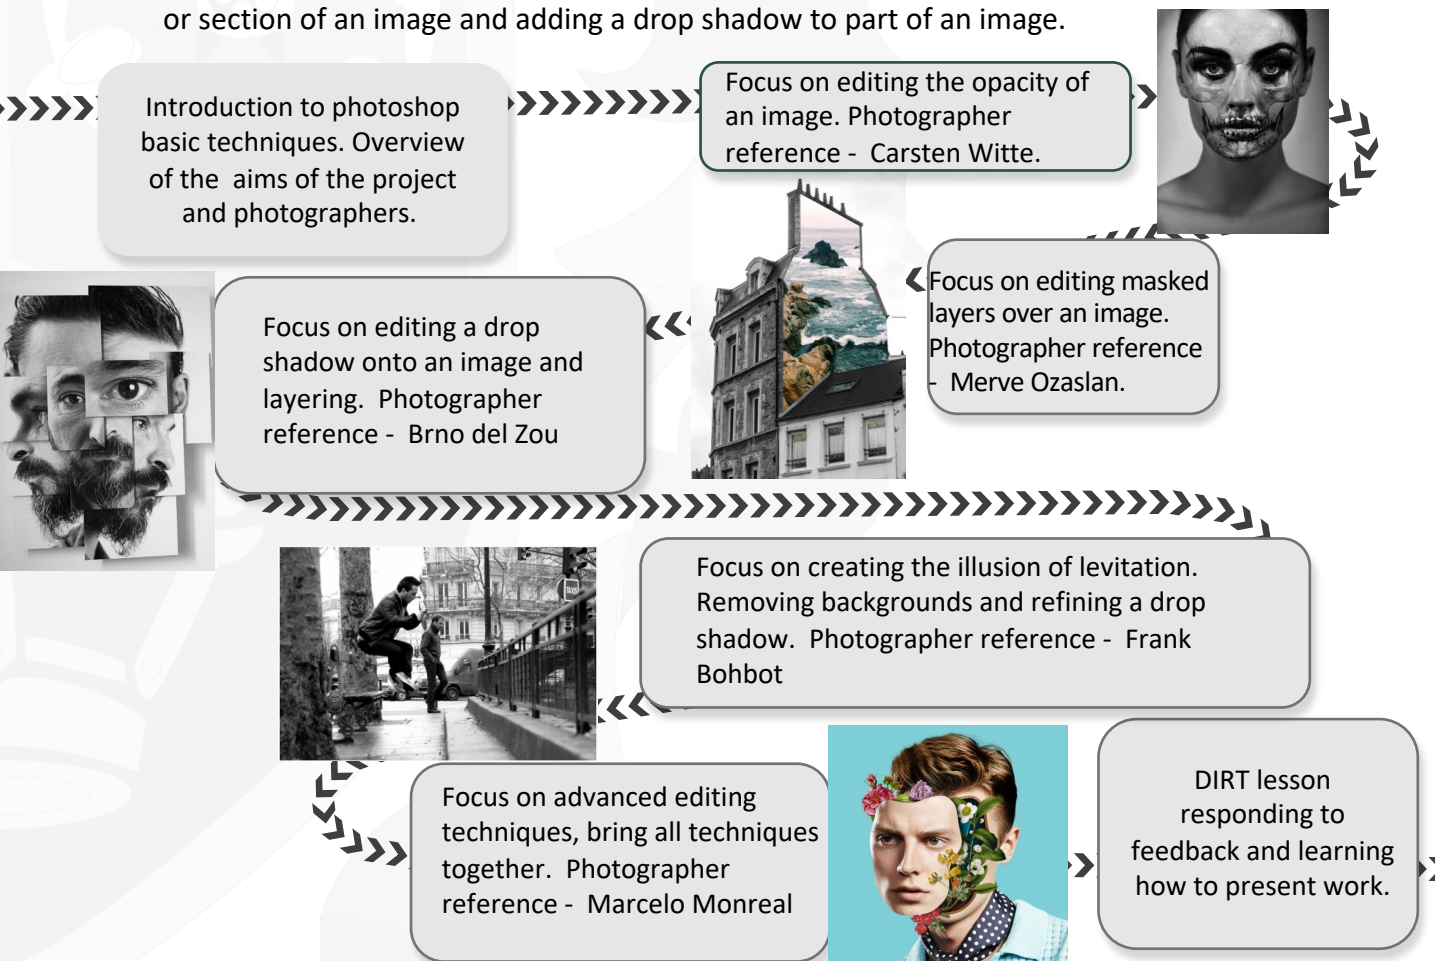 or section of an image and adding a drop shadow to part of an image.
Introduction to photoshop
basic techniques. Overview
of the aims of the project
and photographers.
Focus on editing the opacity of
an image. Photographer
reference - Carsten Witte.
Focus on editing masked
layers over an image.
Photographer reference
- Merve Ozaslan.
Focus on editing a drop
shadow onto an image and
layering. Photographer
reference - Brno del Zou
Focus on creating the illusion of levitation.
Removing backgrounds and refining a drop
shadow. Photographer reference - Frank
Bohbot
Focus on advanced editing
techniques, bring all techniques
together. Photographer
reference - Marcelo Monreal
DIRT lesson
responding to
feedback and learning
how to present work.